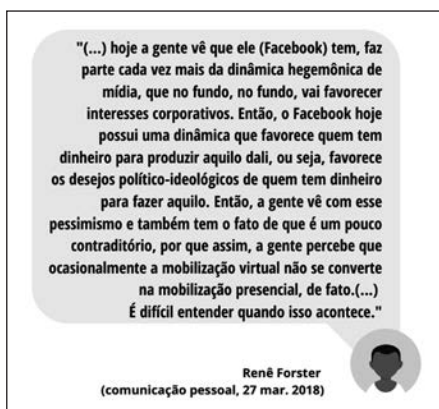 "(...) hoje a gente vê que ele (Facebook) tem, faz
parte cada vez mais da dinâmica hegemônica de
mídia, que no fundo, no fundo, vai favorecer
interesses corporativos. Então, o Facebook hoje
possui uma dinâmica que favorece quem tem
dinheiro para produzir aquilo dali, ou seja, favorece
os desejos político-ideológicos de quem tem dinheiro
para fazer aquilo. Então, a gente vê com esse
pessimismo e também tem o fato de que é um pouco
contraditório, por que assim, a gente percebe que
ocasionalmente a mobilização virtual não se converte
na mobilização presencial, de fato.(...)
É difícil entender quando isso acontece."
Renê Forster
(comunicação pessoal, 27 mar. 2018)